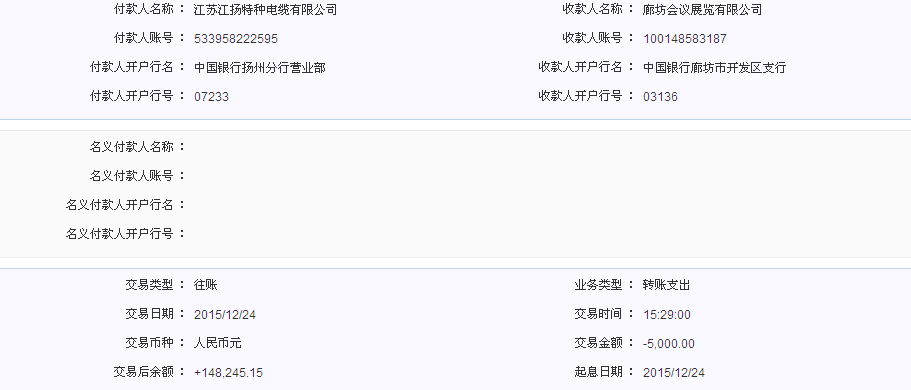 付款人名称 : 江苏江扬特种电缆有限公司 收款人名称 : 廊坊会议展览有限公司
付款人账号 : 533958222595 收款人账号 : 100148583187
付款人开户行名 : 中国银行扬州分行营业部 收款人开户行名 : 中国银行廊坊市开发区支行
付款人开户行号 : 07233 收款人开户行号 : 03136
名义付款人名称 :
名义付款人账号 :
名义付款人开户行名 :
名义付款人开户行号 :
交易类型 : 往账 业务类型 : 转账支出
交易日期 : 2015/12/24 交易时间 : 15:29:00
交易币种 : 人民币元 交易金额 : -5,000.00
交易后余额 : +148,245.15 起息日期 : 2015/12/24